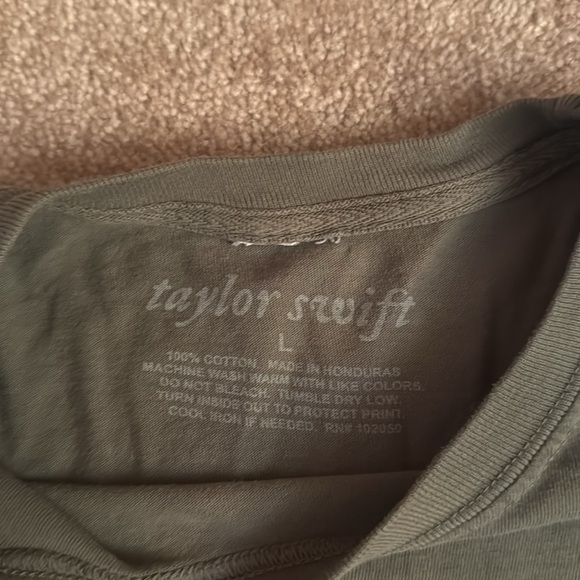 taylor swift
L
100% COTTON. MADE IN HONDURAS
MACHINE WASH WARM WITH LIKE COLORS.
DO NOT BLEACH. TUMBLE DRY LOW.
TURN INSIDE OUT TO PROTECT PRINT.
COOL IRON IF NEEDED. RN# 102050